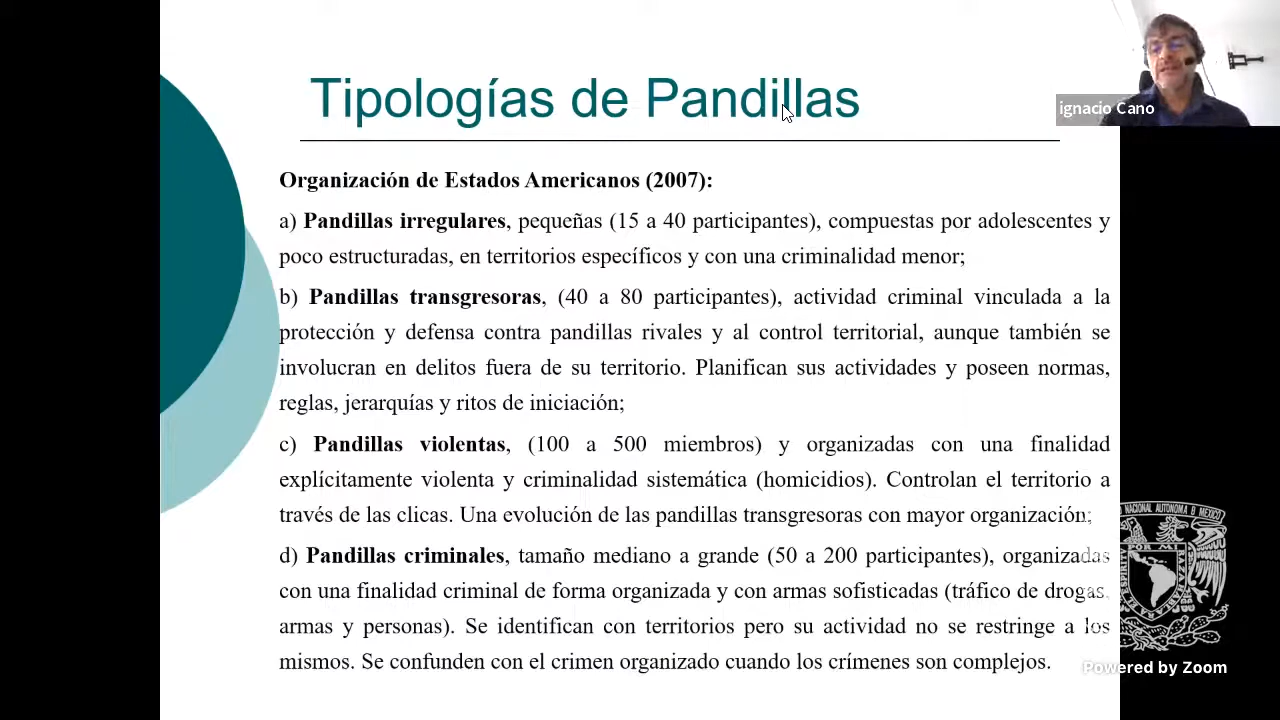 Tipologías de Pandillas
ignacio Cano
Organización de Estados Americanos (2007):
a) Pandillas irregulares, pequeñas (15 a 40 participantes), compuestas por adolescentes y
poco estructuradas, en territorios específicos y con una criminalidad menor;
b) Pandillas transgresoras, (40 a 80 participantes), actividad criminal vinculada a la
protección y defensa contra pandillas rivales y al control territorial, aunque también se
involucran en delitos fuera de su territorio. Planifican sus actividades y poseen normas,
reglas, jerarquías y ritos de iniciación;
c) Pandillas violentas, (100 a 500 miembros) y organizadas con una finalidad
explícitamente violenta y criminalidad sistemática (homicidios). Controlan el territorio a
través de las clicas. Una evolución de las pandillas transgresoras con mayor organización;
d) Pandillas criminales, tamaño mediano a grande (50 a 200 participantes), organizadas
con una finalidad criminal de forma organizada y con armas sofisticadas (tráfico de drogas,
armas y personas). Se identifican con territorios pero su actividad no se restringe a los
mismos. Se confunden con el crimen organizado cuando los crímenes son complejos.
NACIONAL AUTONOMA
POR MI
Powered by Zoom